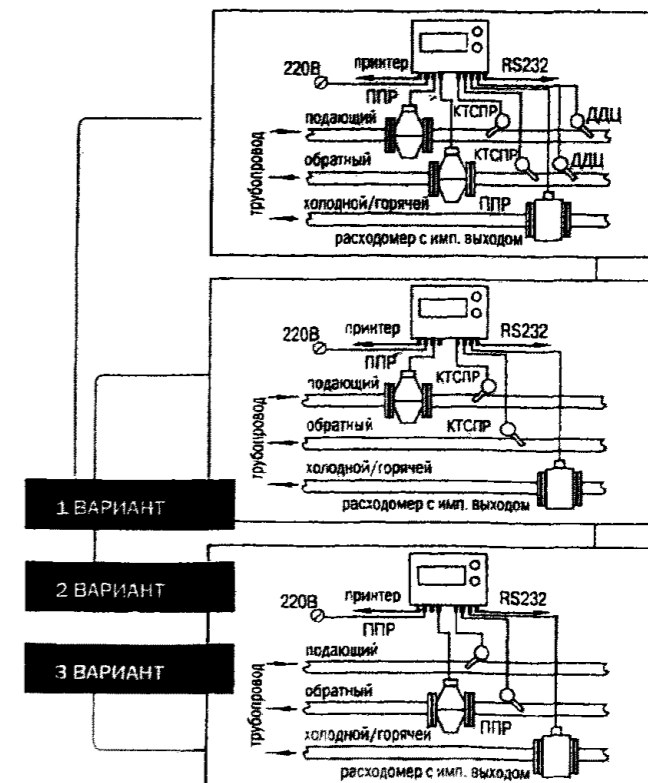 220В
принтер
RS232
ППР
КТСПР
ДДЦ
подающий
КТСПР
ДДЦ
обратный
ППР
холодной/горячей
трубопровод
расходомер с имп. выходом
220В
принтер
RS232
ППР
КТСПР
подающий
обратный
КТСПР
трубопровод
холодной/горячей
расходомер с имп. выходом
1 ВАРИАНТ
2 ВАРИАНТ
3 ВАРИАНТ
220В
принтер
RS232
ППР
подающий
обратный
ППР
трубопровод
холодной/горячей
расходомер с имп. выходом